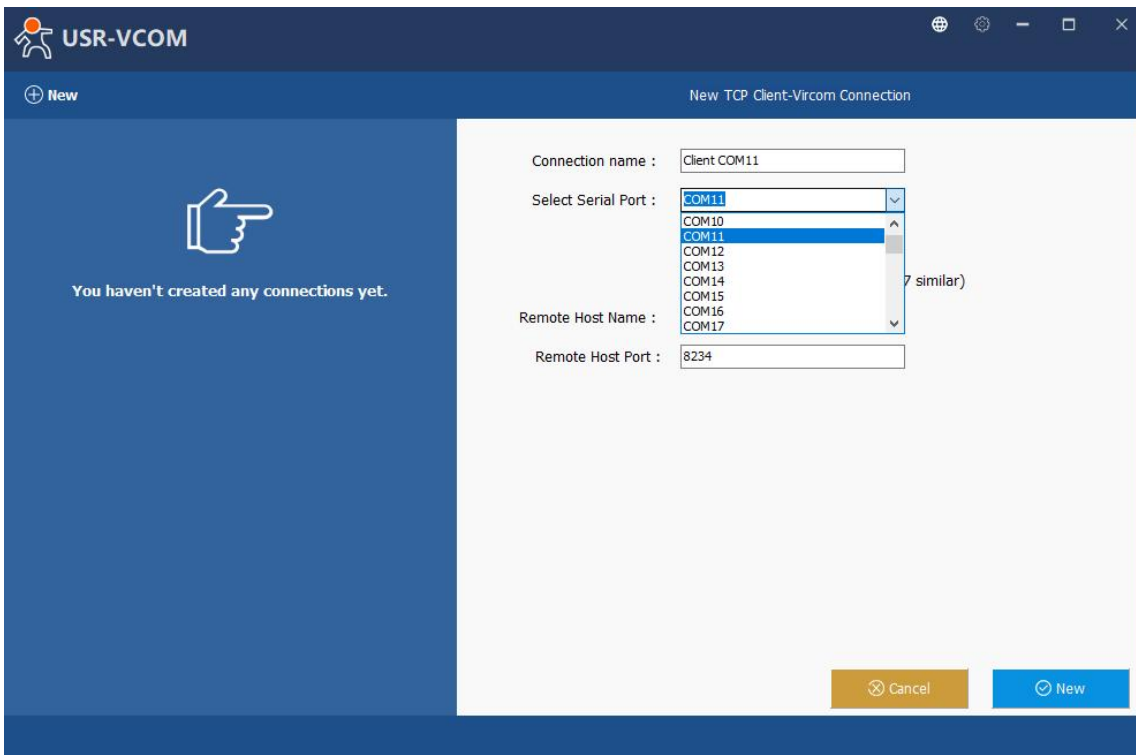 USR-VCOM
New
New TCP Client-Vircom Connection
You haven't created any connections yet.
Connection name :
Client COM11
Select Serial Port :
COM11
COM10
COM11
COM12
COM13
COM14
COM15
COM16
COM17
7 similar)
Remote Host Name :
Remote Host Port :
8234
Cancel
New